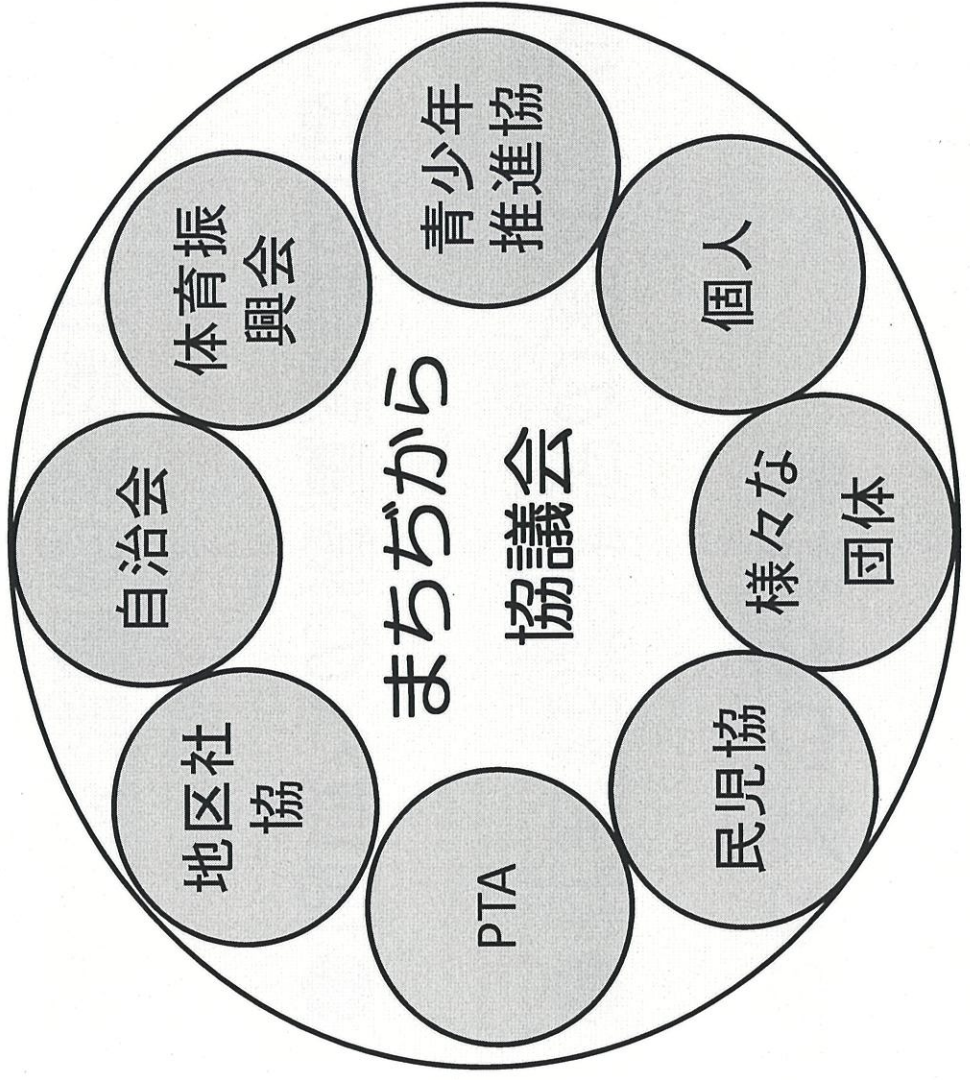 まちぢから
協議会
自治会
体育振
興会
青少年
推進協
個人
様々な
団体
民児協
PTA
地区社
協